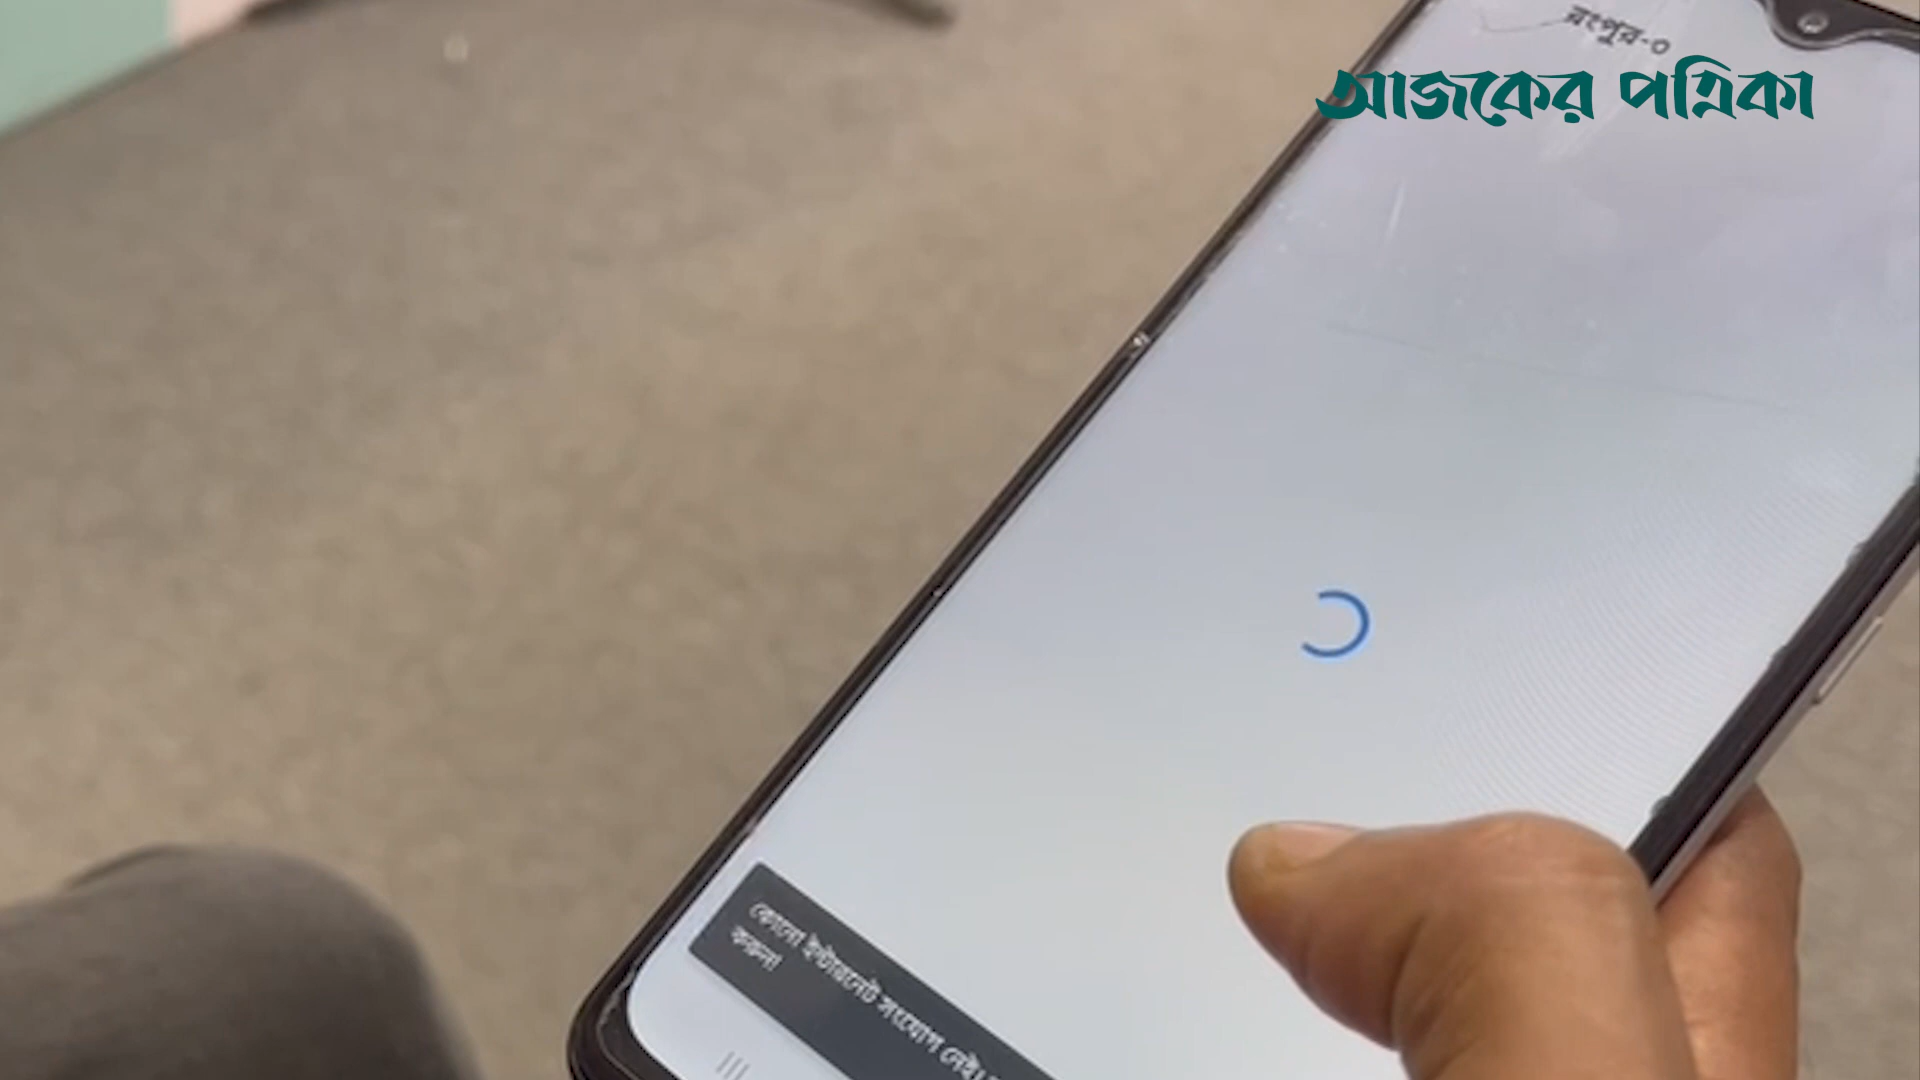 রংপুর-৩
আজকের পত্রিকা
কোনো ইন্টারনেট সংযোগ নেই।
করুন।